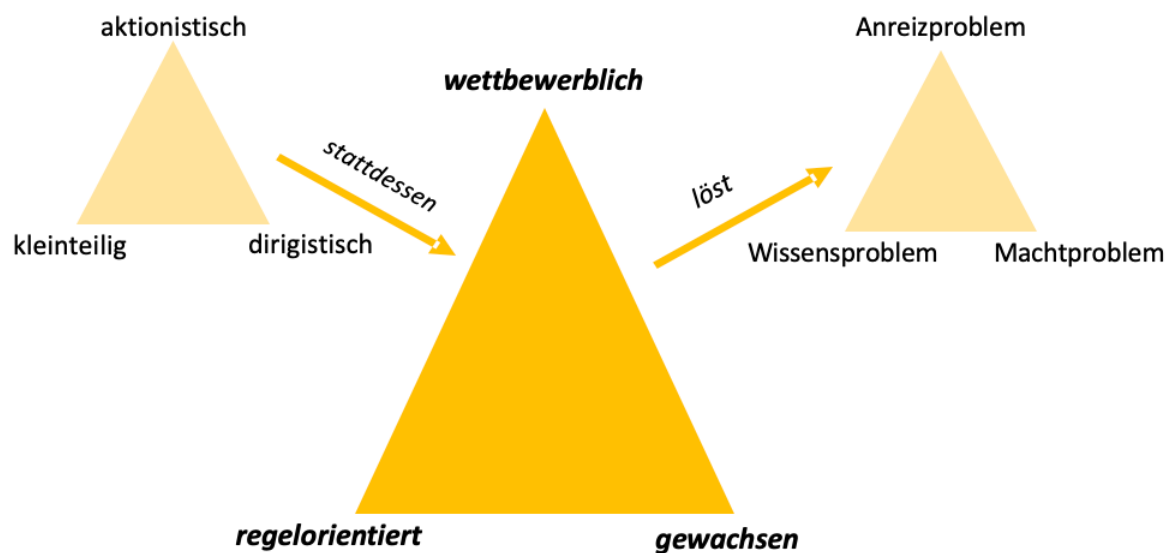 aktionistisch
kleinteilig
dirigistisch
stattdessen
wettbewerblich
regelorientiert
gewachsen
löst
Anreizproblem
Wissensproblem
Machtproblem